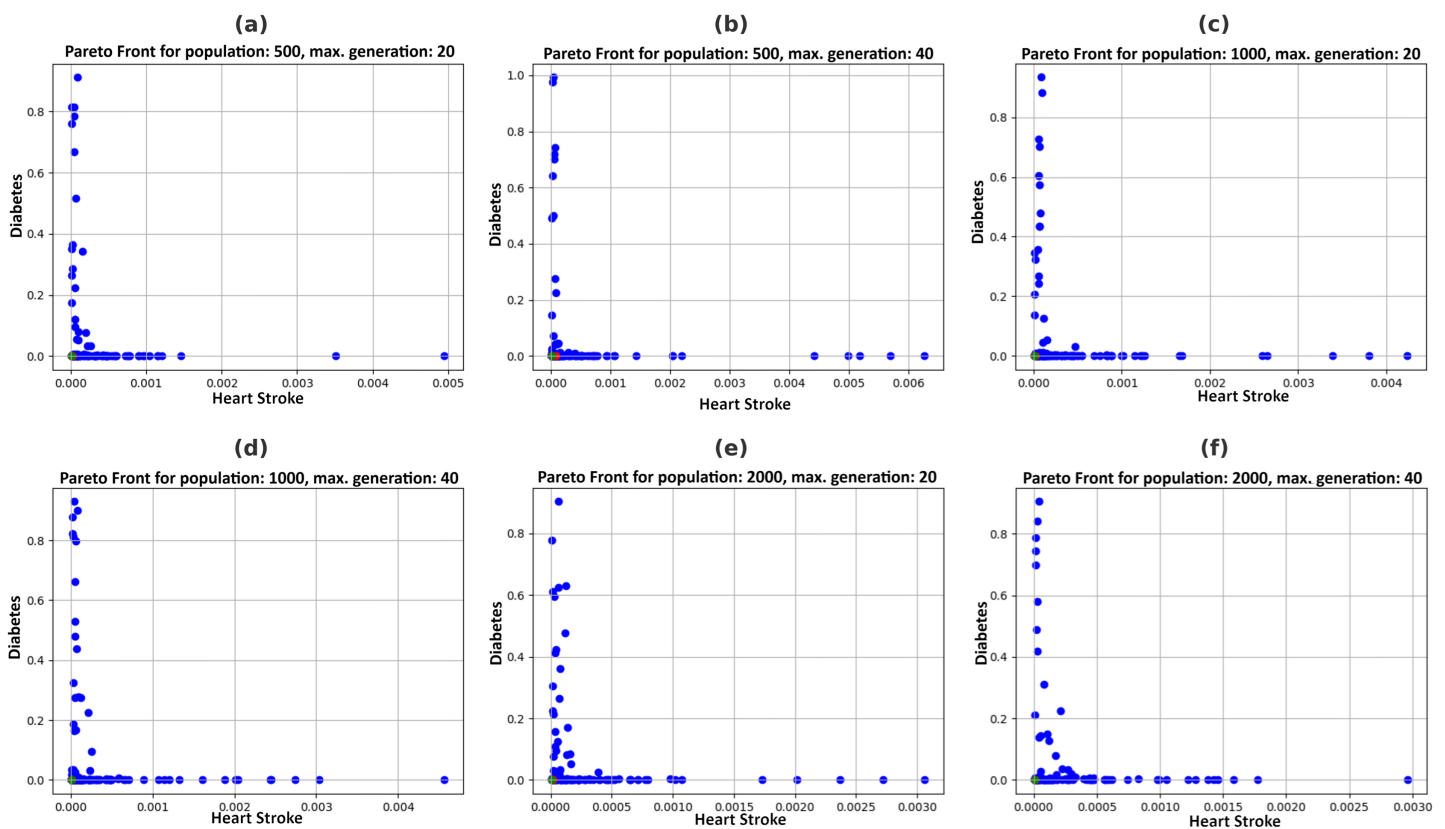 (a)
Pareto Front for population: 500, max. generation: 20
0.8
0.6
0.4
0.2
0.0
Diabetes
0.000 0.001 0.002 0.003 0.004 0.005
Heart Stroke
(b)
Pareto Front for population: 500, max. generation: 40
1.0
0.8
0.6
0.4
0.2
0.0
Diabetes
0.000 0.001 0.002 0.003 0.004 0.005 0.006
Heart Stroke
(c)
Pareto Front for population: 1000, max. generation: 20
0.8
0.6
0.4
0.2
0.0
Diabetes
0.000 0.001 0.002 0.003 0.004
Heart Stroke
(d)
Pareto Front for population: 1000, max. generation: 40
0.8
0.6
0.4
0.2
0.0
Diabetes
0.000 0.001 0.002 0.003 0.004
Heart Stroke
(e)
Pareto Front for population: 2000, max. generation: 20
0.8
0.6
0.4
0.2
0.0
Diabetes
0.0000 0.0005 0.0010 0.0015 0.0020 0.0025 0.0030
Heart Stroke
(f)
Pareto Front for population: 2000, max. generation: 40
0.8
0.6
0.4
0.2
0.0
Diabetes
0.0000 0.0005 0.0010 0.0015 0.0020 0.0025 0.0030
Heart Stroke